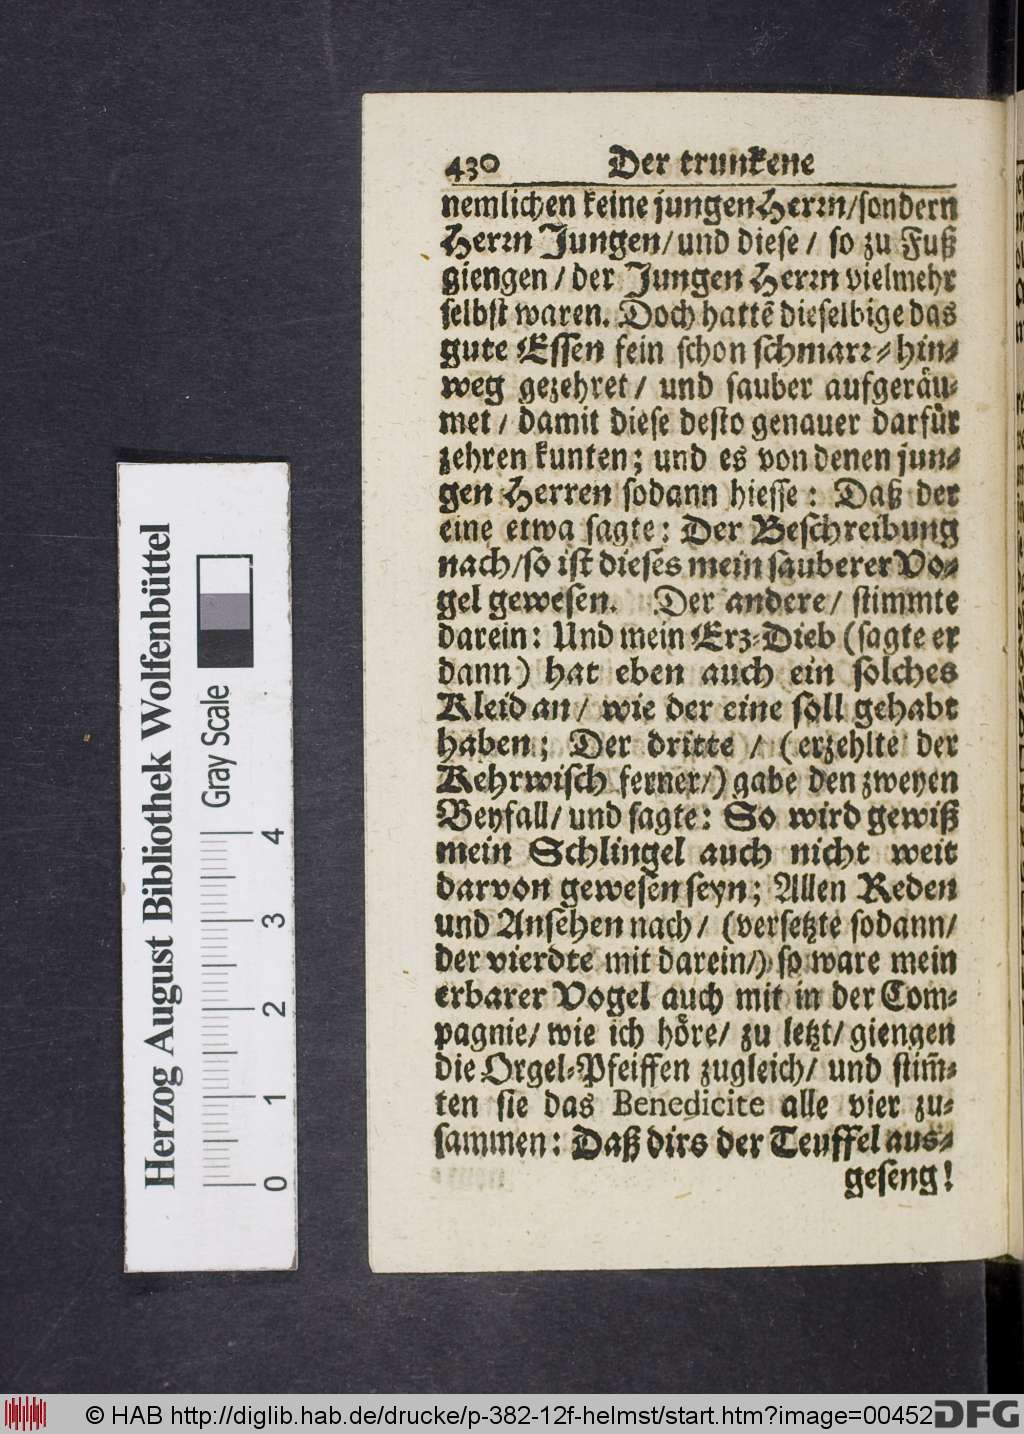 430 Der trunkene
nemlichen keine jungen Herrn/sondern
Herrn Jungen/und diese / so zu Fuß
giengen / der Jungen Herrn vielmehr
selbst waren. Doch hattē dieselbige das
gute Essen fein schon schmarr-hin-
weg gezehret / und sauber aufgeräu-
met / damit diese desto genauer darfür
zehren kunten; und es von denen jun-
gen Herren sodann hiesse: Daß der
eine etwa sagte: Der Beschreibung
nach/so ist dieses mein sauberer Vo-
gel gewesen. Der andere/ stimmte
darein: Und mein Erz-Dieb (sagte er
dann) hat eben auch ein solches
Kleid an/ wie der eine soll gehabt
haben; Der dritte / (erzehlte der
Kehrwisch ferner/) gabe den zweyen
Beyfall/ und sagte: So wird gewiß
mein Schlingel auch nicht weit
darvon gewesen seyn; Allen Reden
und Ansehen nach/ (versetzte sodann/
der vierdte mit darein/) so ware mein
erbarer Vogel auch mit in der Com-
pagnie/ wie ich höre/ zu letzt/ giengen
die Orgel-Pfeiffen zugleich/ und stim̄-
ten sie das Benedicite alle vier zu-
sammen: Daß dirs der Teuffel aus-
geseng!
Herzog August Bibliothek Wolfenbüttel
Gray Scale
0 1 2 3 4
© HAB http://diglib.hab.de/drucke/p-382-12f-helmst/start.htm?image=00452
DFG